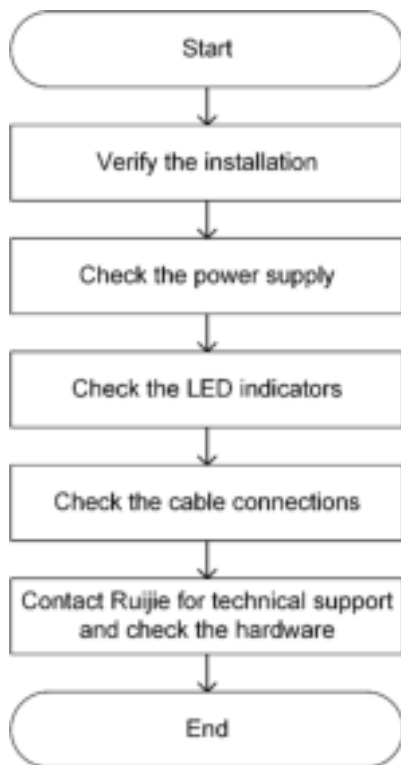 Start
Verify the installation
Check the power supply
Check the LED indicators
Check the cable connections
Contact Ruijie for technical support
and check the hardware
End